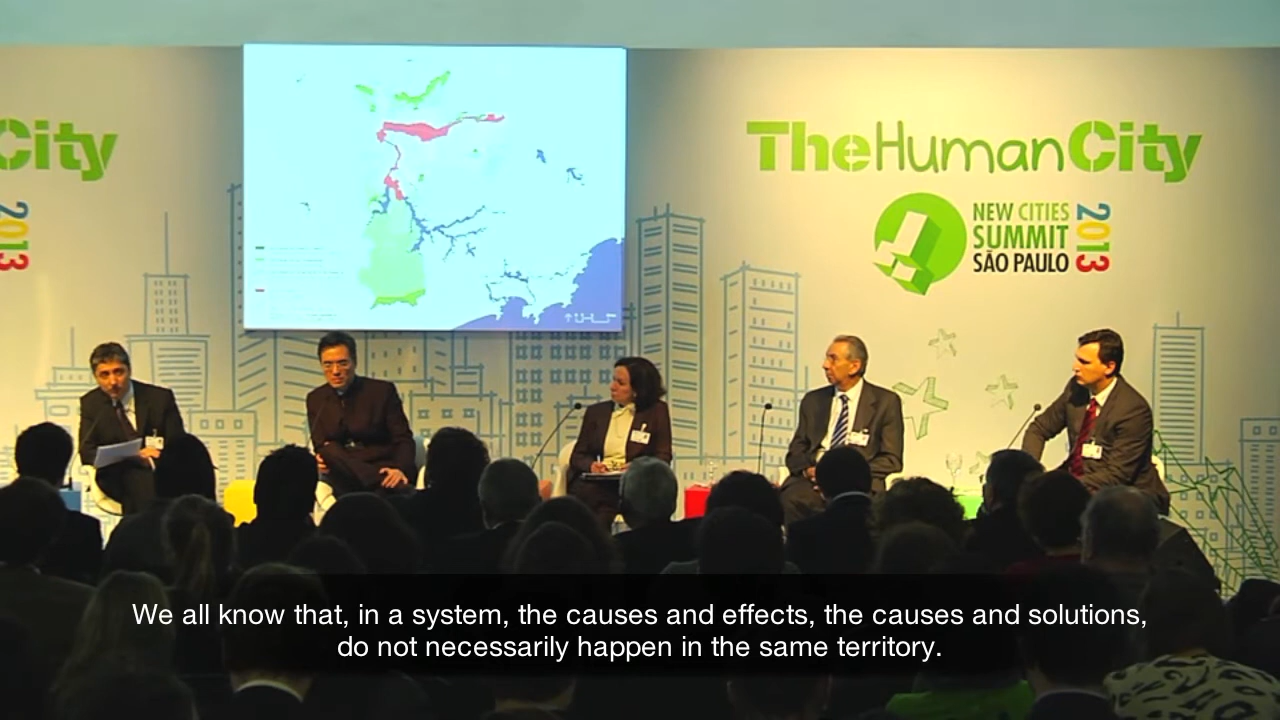 City
2013
TheHumanCity
NEW CITIES
SUMMIT
SÃO PAULO
2013
We all know that, in a system, the causes and effects, the causes and solutions,
do not necessarily happen in the same territory.